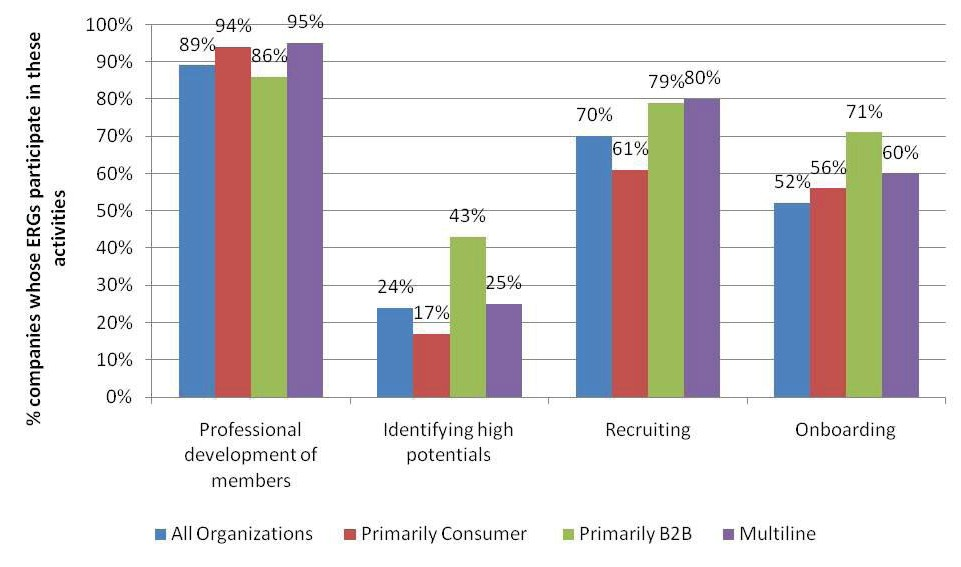 % companies whose ERGs participate in these
activities
100%
90%
80%
70%
60%
50%
40%
30%
20%
10%
0%
89%
94%
86%
95%
24%
17%
43%
25%
70%
61%
79%
80%
52%
56%
71%
60%
Professional
development of
members
Identifying high
potentials
Recruiting
Onboarding
All Organizations
Primarily Consumer
Primarily B2B
Multiline